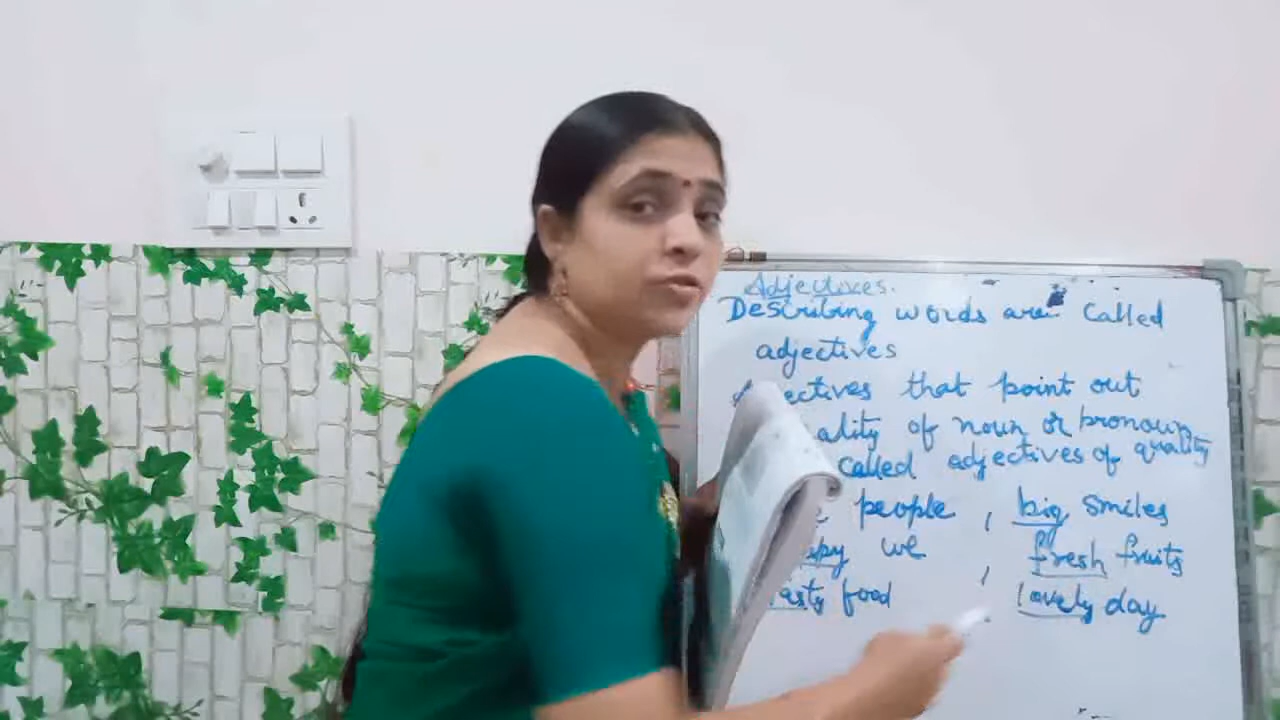 Adjectives.
Describing words are called
adjectives
that point out
of noun or pronoun
called adjectives of quality
people , big smiles
we , fresh fruits
Tasty food lovely day